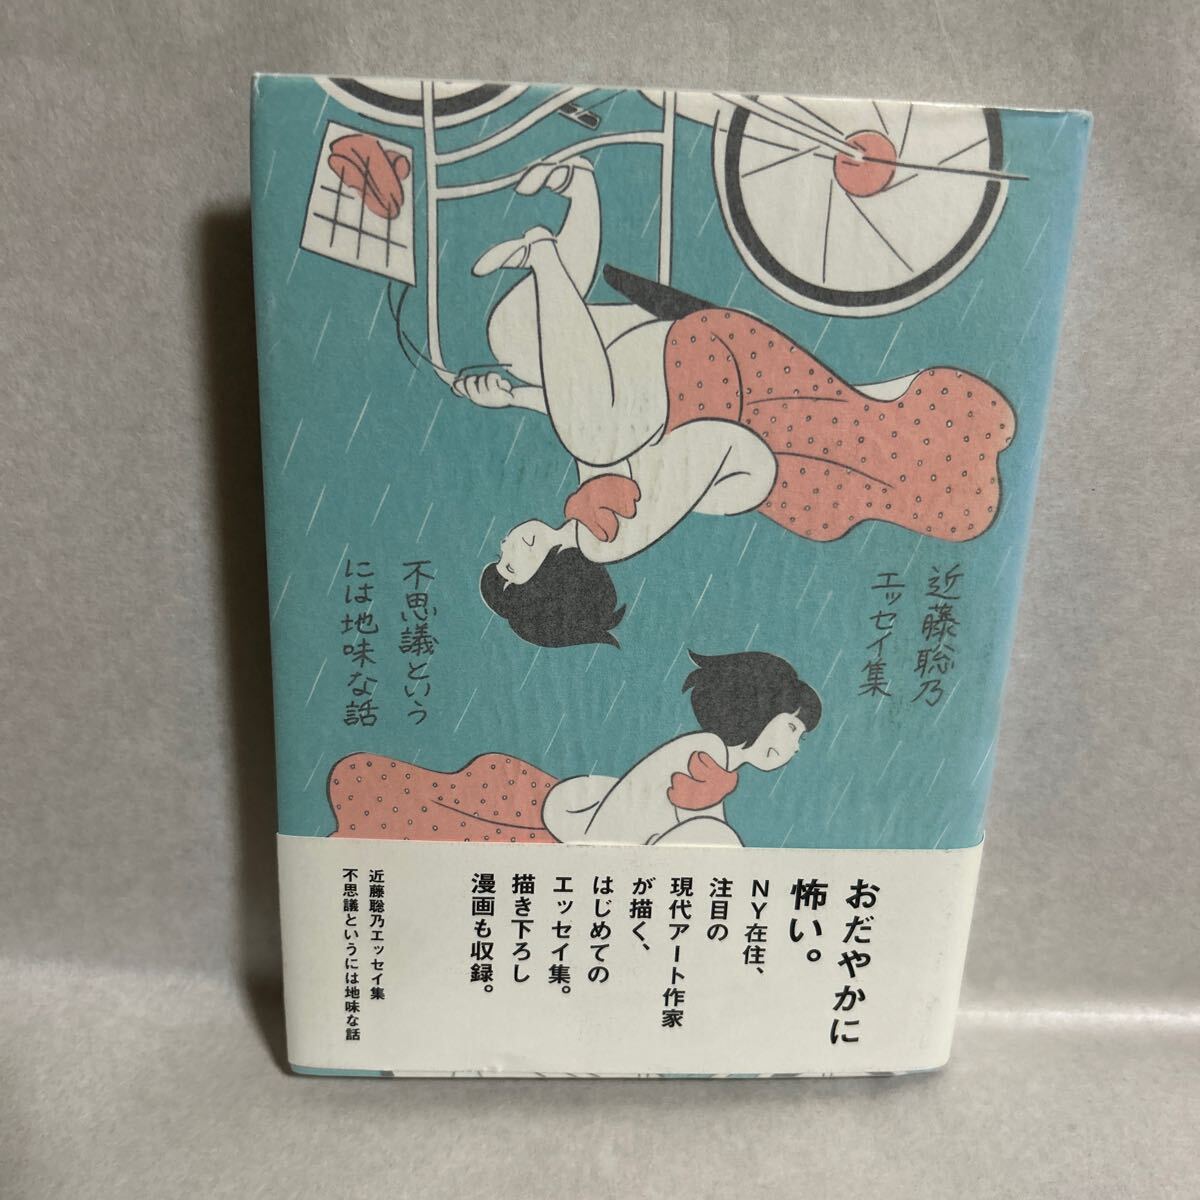 近藤聡乃
エッセイ集
不思議という
には地味な話
おだやかに
怖い。
NY在住、
注目の
現代アート作家
が描く、
はじめての
エッセイ集。
描き下ろし
漫画も収録。
近藤聡乃エッセイ集
不思議というには地味な話